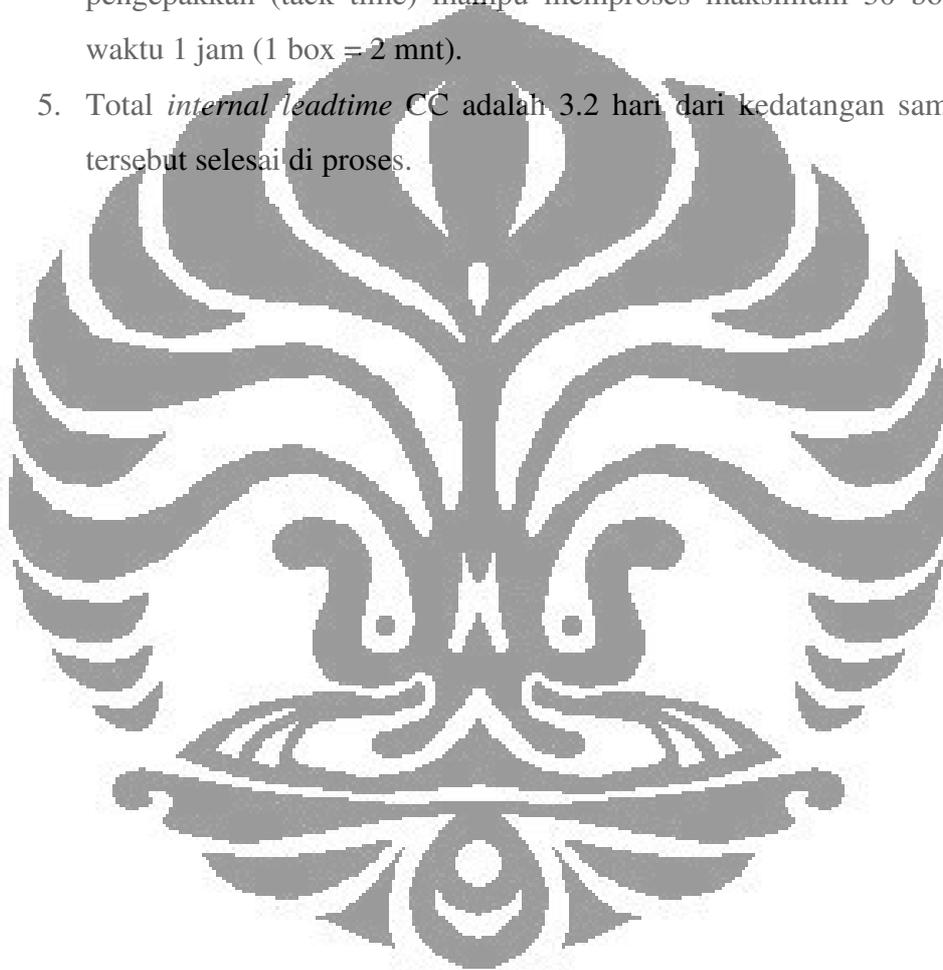 pengepakkan (tack time) mampu memproses maksimum 30
waktu 1 jam (1 box = 2 mnt).
5. Total internal leadtime CC adalah 3.2 hari dari kedatangan
tersebut selesai di proses.